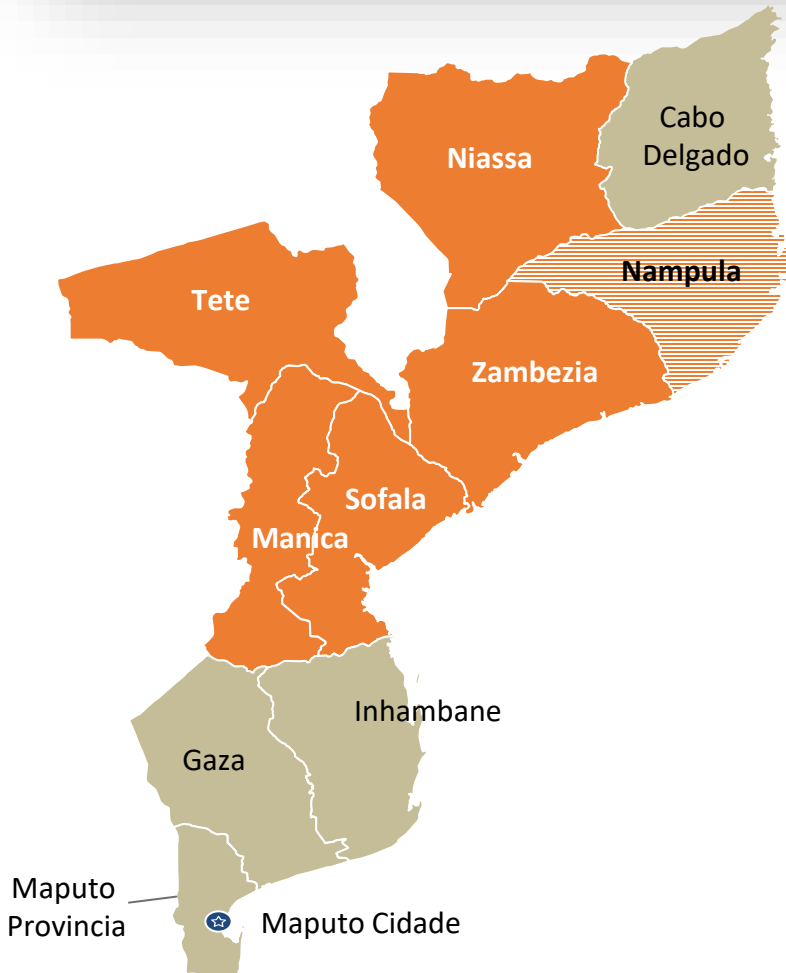 Cabo
Delgado
Niassa
Nampula
Tete
Zambezia
Sofala
Manica
Inhambane
Gaza
Maputo
Provincia
Maputo Cidade